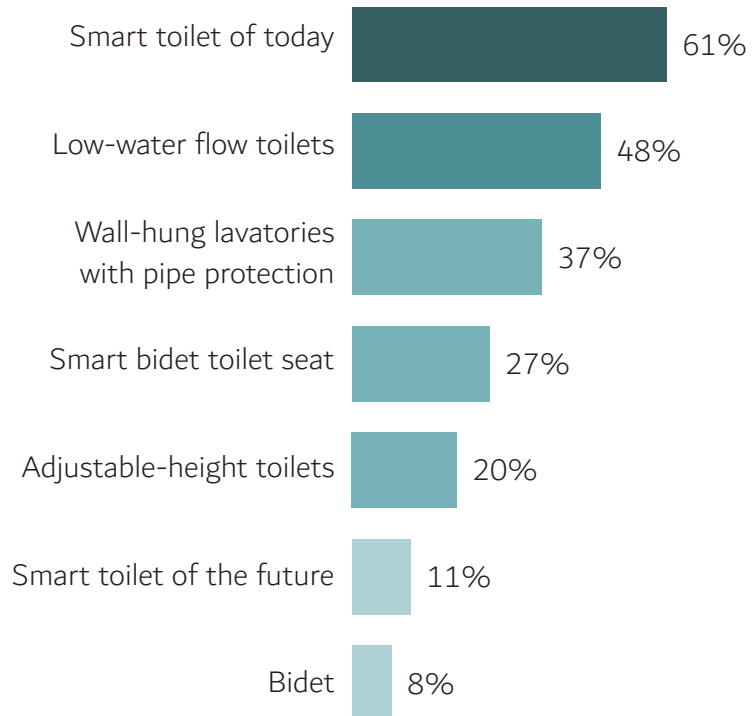 Smart toilet of today
61%
Low-water flow toilets
48%
Wall-hung lavatories
with pipe protection
37%
Smart bidet toilet seat
27%
Adjustable-height toilets
20%
Smart toilet of the future
11%
Bidet
8%